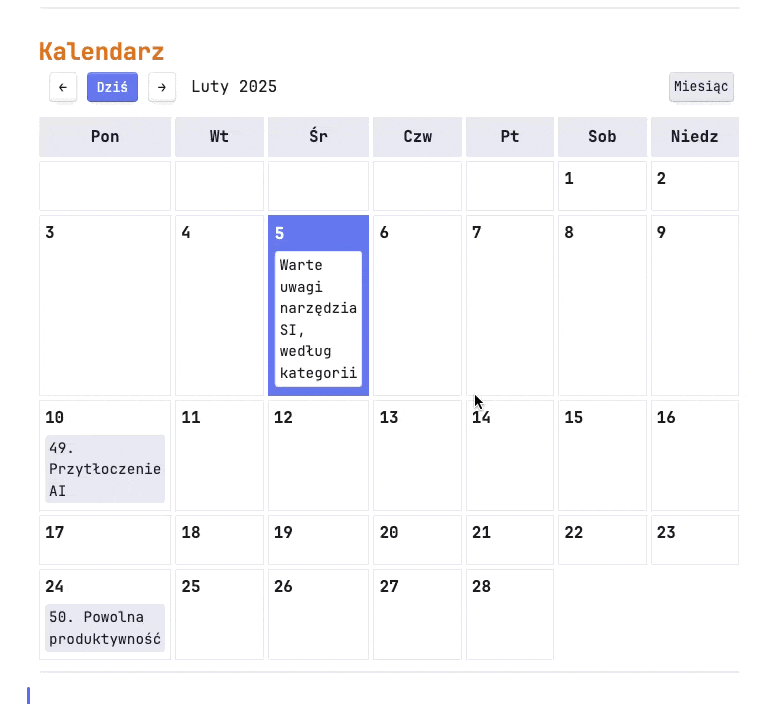 Kalendarz
← Dziś → Luty 2025 Miesiąc
Pon Wt Śr Czw Pt Sob Niedz
1 2
3 4 5 6 7 8 9
Warte
uwagi
narzędzia
SI,
według
kategorii
10 11 12 13 14 15 16
49.
Przytłoczenie
AI
17 18 19 20 21 22 23
24 25 26 27 28
50. Powolna
produktywność